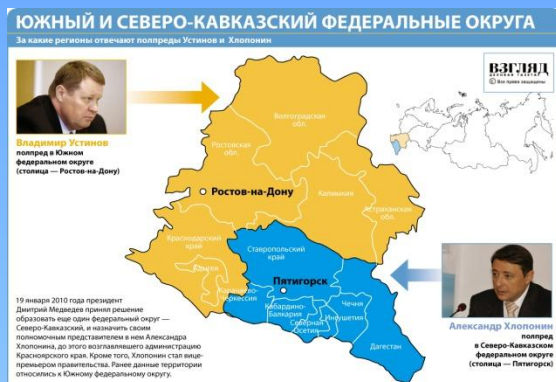 ЮЖНЫЙ И СЕВЕРО-КАВКАЗСКИЙ ФЕДЕРАЛЬНЫЕ ОКРУГА
За какие регионы отвечают полпреды Устинов и Хлопонин
ВЗГЛЯД
ДЕЛОВАЯ ГАЗЕТА
© Все права защищены
Владимир Устинов
полпред в Южном
федеральном округе
(столица — Ростов-на-Дону)
Волгоградская
обл.
Ростовская
обл.
Ростов-на-Дону
Калмыкия
Астраханская
обл.
Краснодарский
край
Адыгея
Ставропольский
край
Пятигорск
Карачаево-
Черкессия
Кабардино-
Балкария
Северная
Осетия
Чечня
Ингушетия
Дагестан
Александр Хлопонин
полпред
в Северо-Кавказском
федеральном округе
(столица — Пятигорск)
19 января 2010 года президент
Дмитрий Медведев принял решение
образовать еще один федеральный округ —
Северо-Кавказский, и назначить своим
полномочным представителем в нем Александра
Хлопонина, до этого возглавлявшего администрацию
Красноярского края. Кроме того, Хлопонин стал вице-
премьером правительства. Ранее данные территории
относились к Южному федеральному округу.